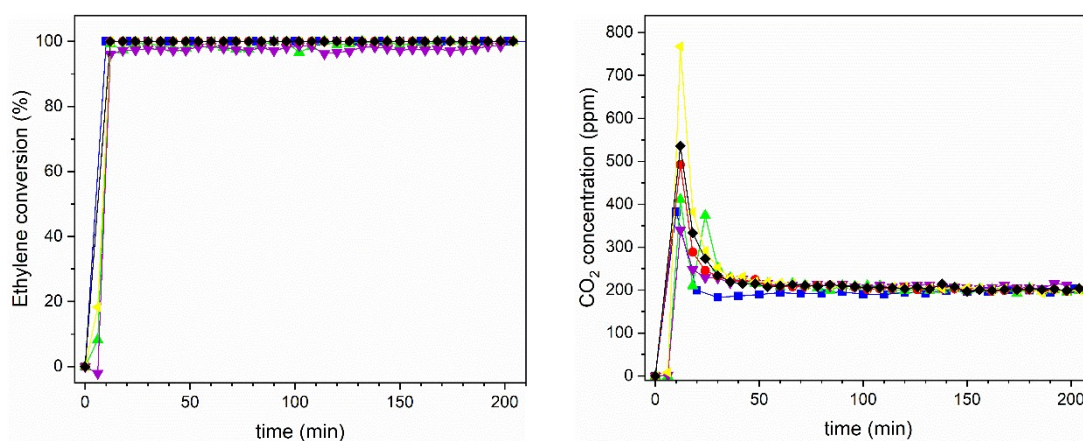 Ethylene conversion (%)
100
80
60
40
20
0
0 50 100 150 200
time (min)
CO₂ concentration (ppm)
800
700
600
500
400
300
200
100
0
0 50 100 150 200
time (min)